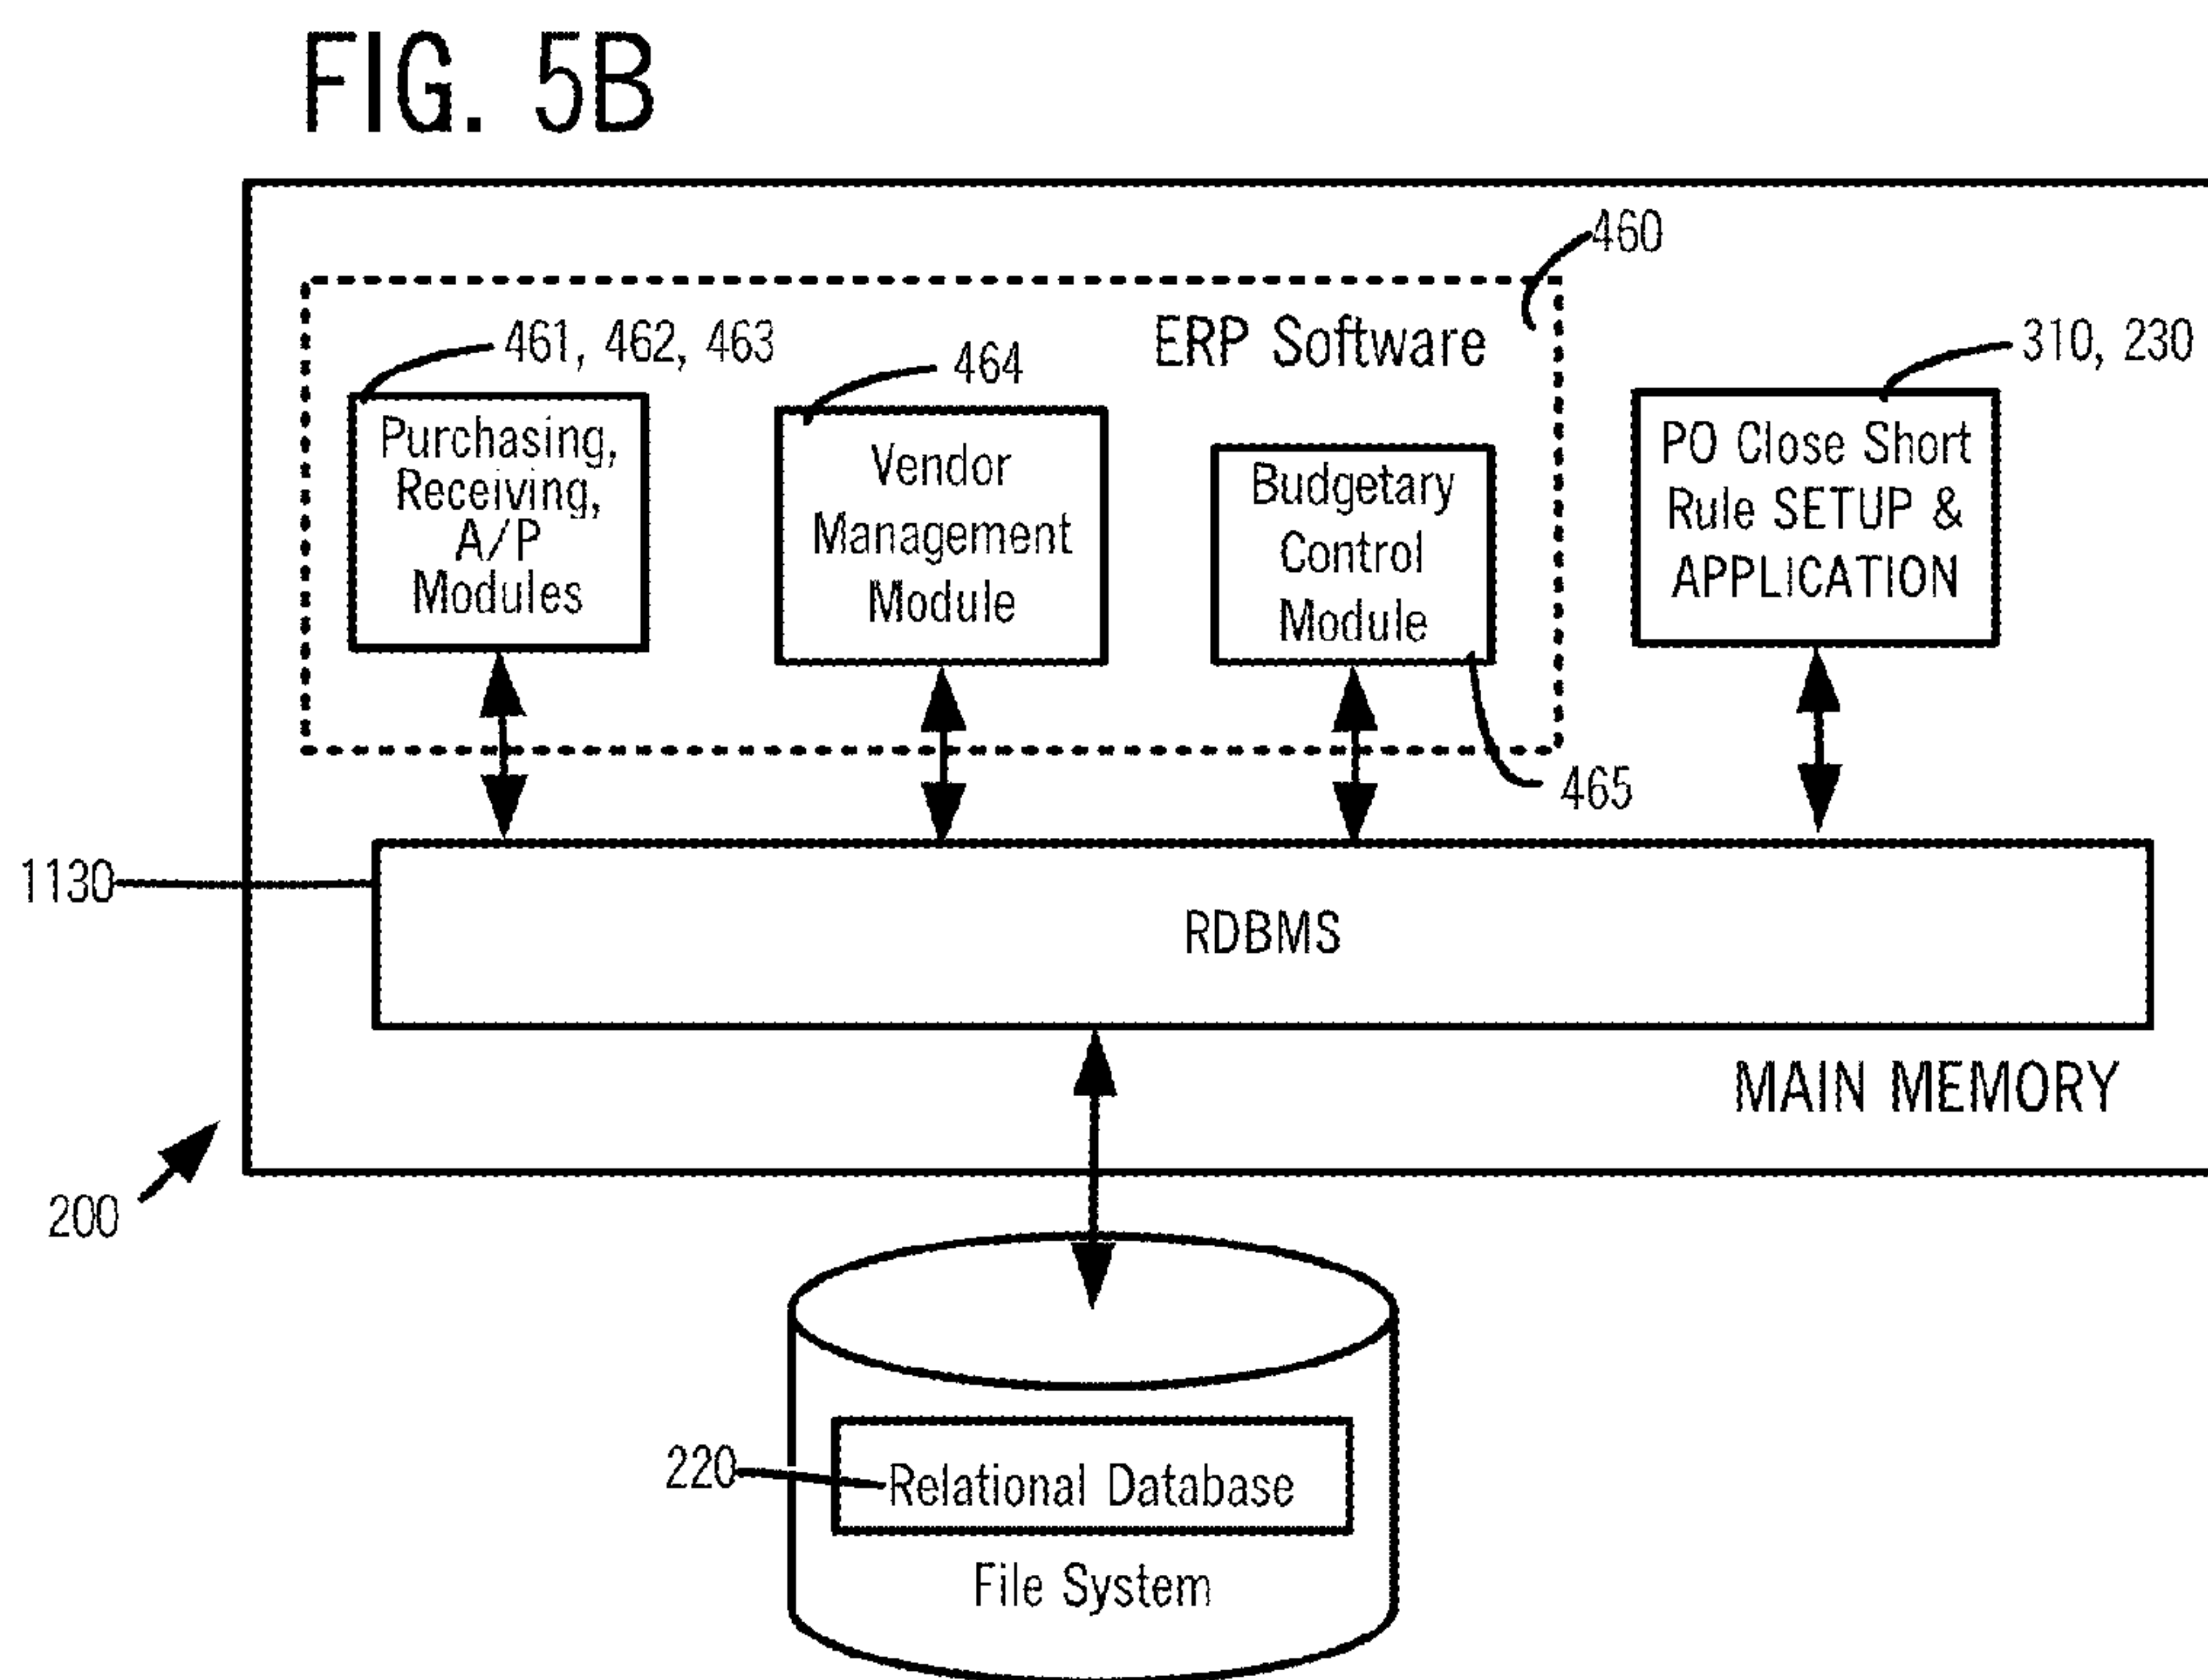 FIG. 5B
460
461, 462, 463
464
ERP Software
310, 230
Purchasing,
Receiving,
A/P
Modules
Vendor
Management
Module
Budgetary
Control
Module
PO Close Short
Rule SETUP &
APPLICATION
465
1130
RDBMS
MAIN MEMORY
200
220
Relational Database
File System